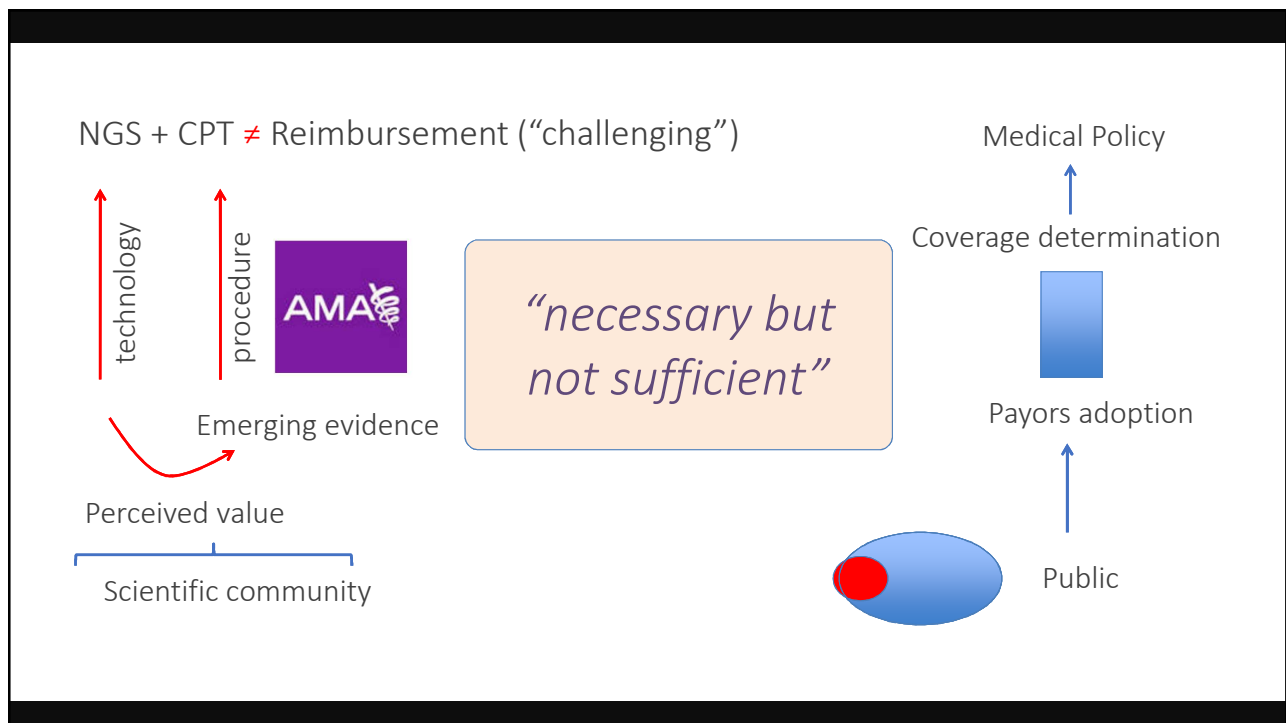 NGS + CPT ≠ Reimbursement (“challenging”)
technology
procedure
AMA
Emerging evidence
Perceived value
Scientific community
“necessary but
not sufficient”
Medical Policy
Coverage determination
Payors adoption
Public